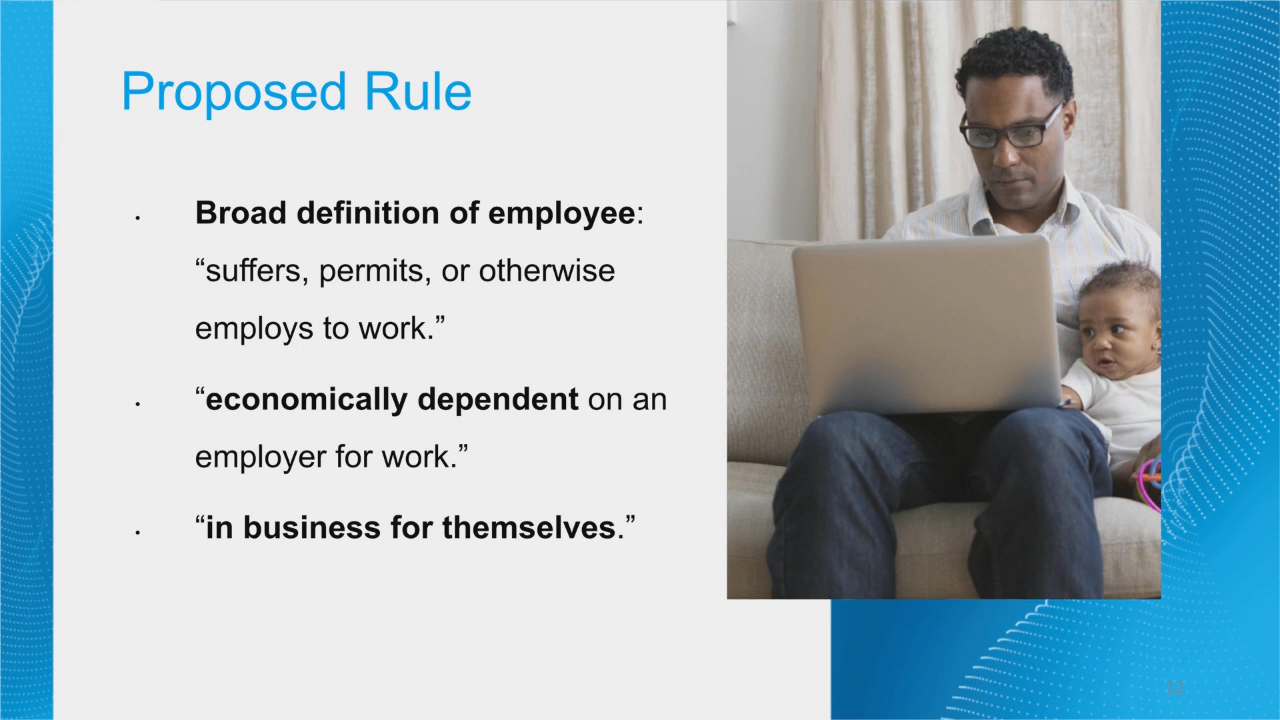 Proposed Rule
• Broad definition of employee:
“suffers, permits, or otherwise
employs to work.”
• “economically dependent on an
employer for work.”
• “in business for themselves.”
12